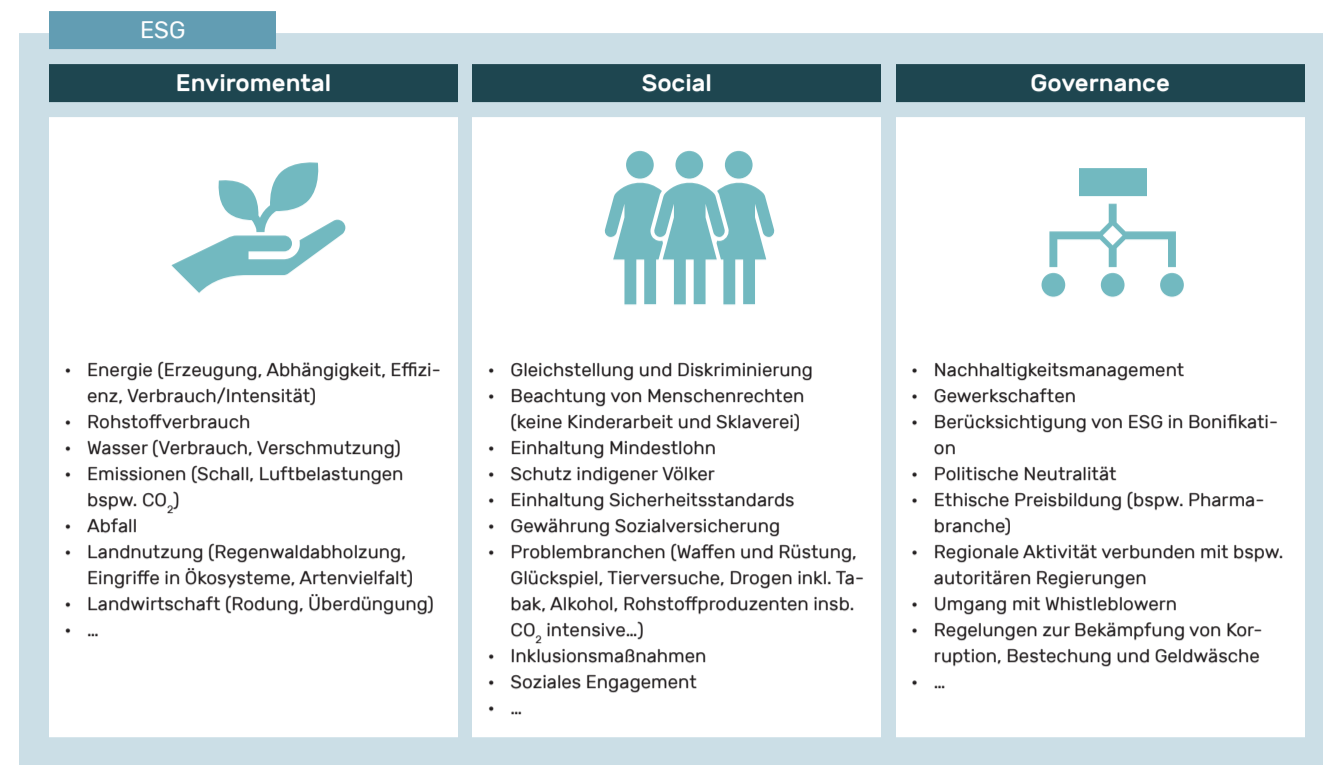 ESG
Enviromental
• Energie (Erzeugung, Abhängigkeit, Effizi-
enz, Verbrauch/Intensität)
• Rohstoffverbrauch
• Wasser (Verbrauch, Verschmutzung)
• Emissionen (Schall, Luftbelastungen
bspw. CO₂)
• Abfall
• Landnutzung (Regenwaldabholzung,
Eingriffe in Ökosysteme, Artenvielfalt)
• Landwirtschaft (Rodung, Überdüngung)
• …
Social
• Gleichstellung und Diskriminierung
• Beachtung von Menschenrechten
(keine Kinderarbeit und Sklaverei)
• Einhaltung Mindestlohn
• Schutz indigener Völker
• Einhaltung Sicherheitsstandards
• Gewährung Sozialversicherung
• Problembranchen (Waffen und Rüstung,
Glückspiel, Tierversuche, Drogen inkl. Ta-
bak, Alkohol, Rohstoffproduzenten insb.
CO₂ intensive…)
• Inklusionsmaßnahmen
• Soziales Engagement
• …
Governance
• Nachhaltigkeitsmanagement
• Gewerkschaften
• Berücksichtigung von ESG in Bonifikati-
on
• Politische Neutralität
• Ethische Preisbildung (bspw. Pharma-
branche)
• Regionale Aktivität verbunden mit bspw.
autoritären Regierungen
• Umgang mit Whistleblowern
• Regelungen zur Bekämpfung von Kor-
ruption, Bestechung und Geldwäsche
• …